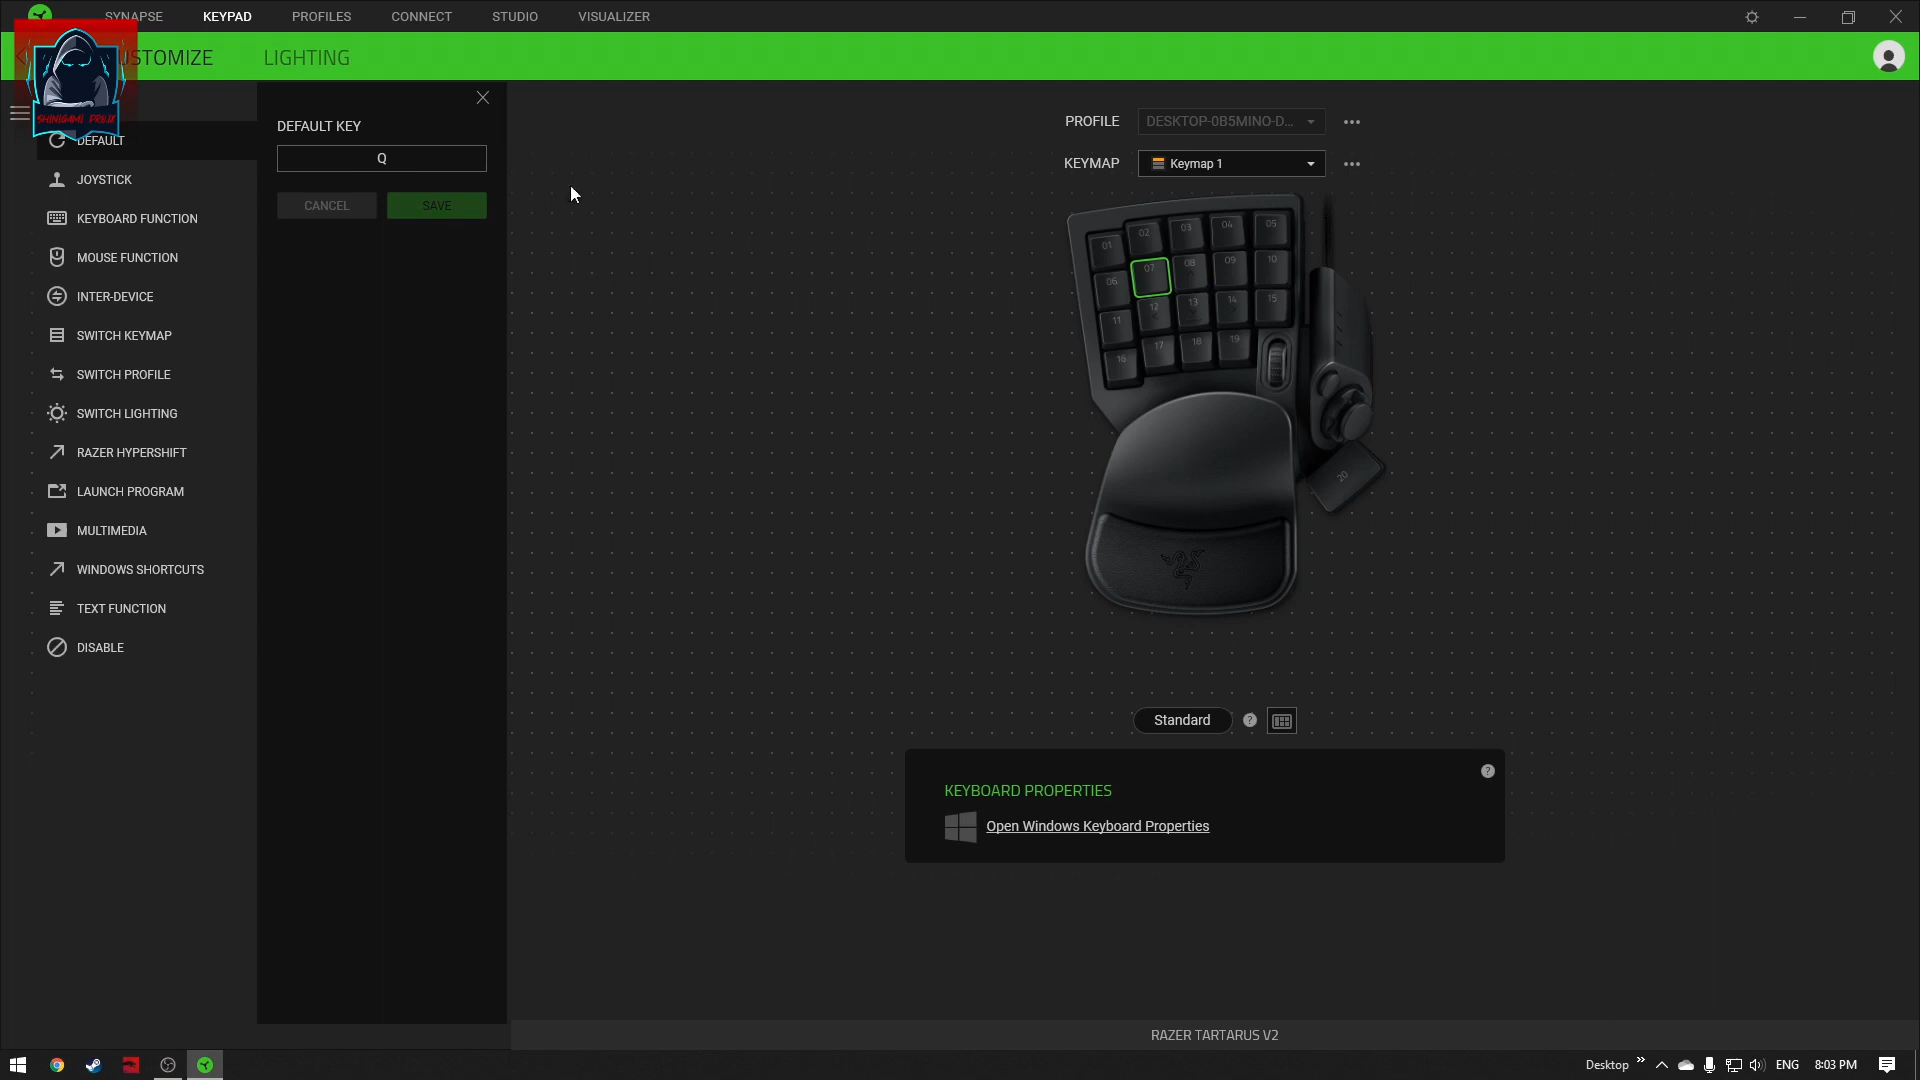 SYNAPSE KEYPAD PROFILES CONNECT STUDIO VISUALIZER
USTOMIZE LIGHTING
SHINIGAMI
DEFAULT
JOYSTICK
KEYBOARD FUNCTION
MOUSE FUNCTION
INTER-DEVICE
SWITCH KEYMAP
SWITCH PROFILE
SWITCH LIGHTING
RAZER HYPERSHIFT
LAUNCH PROGRAM
MULTIMEDIA
WINDOWS SHORTCUTS
TEXT FUNCTION
DISABLE
DEFAULT KEY
Q
CANCEL SAVE
PROFILE DESKTOP-0B5MINO-D...
KEYMAP Keymap 1
01 02 03 04 05
06 07 08 09 10
11 12 13 14 15
16 17 18 19
20
Standard ?
?
KEYBOARD PROPERTIES
Open Windows Keyboard Properties
RAZER TARTARUS V2
Desktop ENG 8:03 PM